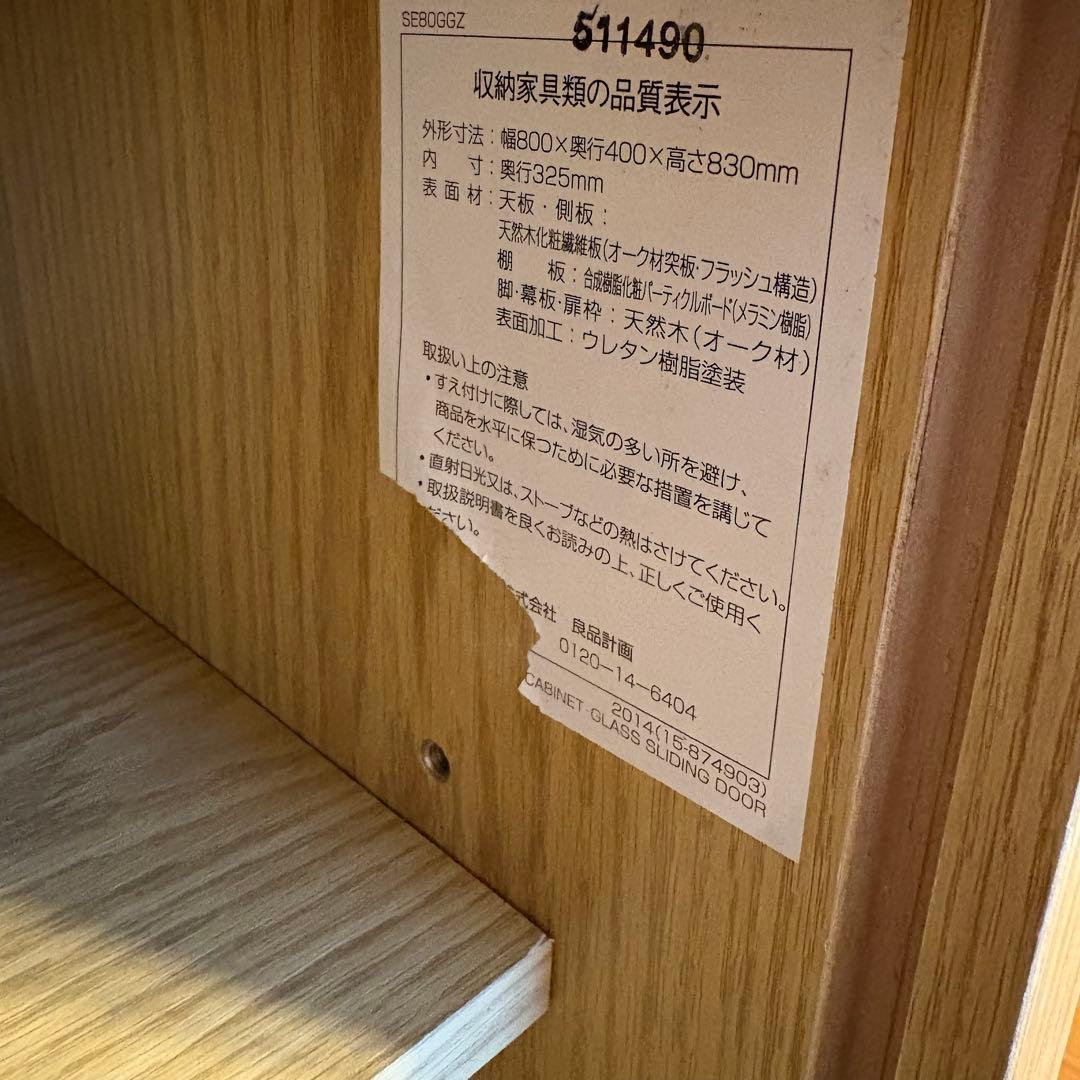 SE80GGZ
511490
収納家具類の品質表示
外形寸法：幅800×奥行400×高さ830mm
内 寸：奥行325mm
表面材：天板・側板：
天然木化粧繊維板(オーク材突板・フラッシュ構造)
棚 板：合成樹脂化粧パーティクルボード(メラミン樹脂)
脚・幕板・扉枠：天然木(オーク材)
表面加工：ウレタン樹脂塗装
取扱い上の注意
・すえ付けに際しては、湿気の多い所を避け、
商品を水平に保つために必要な措置を講じて
ください。
・直射日光又は、ストーブなどの熱はさけてください。
・取扱説明書を良くお読みの上、正しくご使用く
ださい。
式会社 良品計画
0120-14-6404
2014(15-874903)
CABINET-GLASS SLIDING DOOR